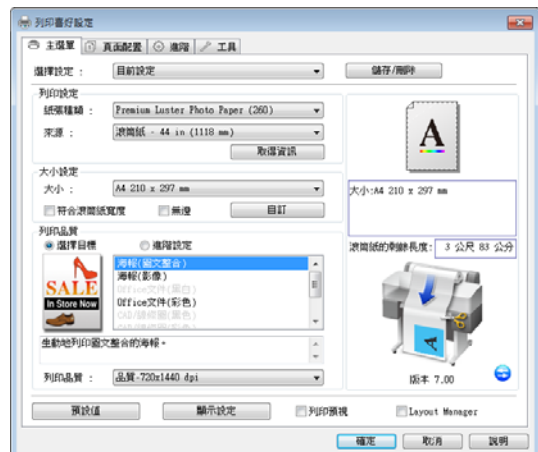 列印喜好設定
主選單 頁面配置 進階 工具
選擇設定： 目前設定 儲存/刪除
列印設定
紙張種類： Premium Luster Photo Paper (260)
來源： 滾筒紙 - 44 in (1118 mm)
取得資訊
大小設定
大小： A4 210 x 297 mm
符合滾筒紙寬度 無邊 自訂
A
大小:A4 210 x 297 mm
列印品質
選擇目標 進階設定
滾筒紙的剩餘長度： 3 公尺 83 公分
SALE
In Store Now
海報(圖文整合)
海報(影像)
Office文件(黑白)
Office文件(彩色)
生動地列印圖文整合的海報。
列印品質： 品質-720x1440 dpi
版本 7.00
預設值 顯示設定 列印預視 Layout Manager
確定 取消 說明